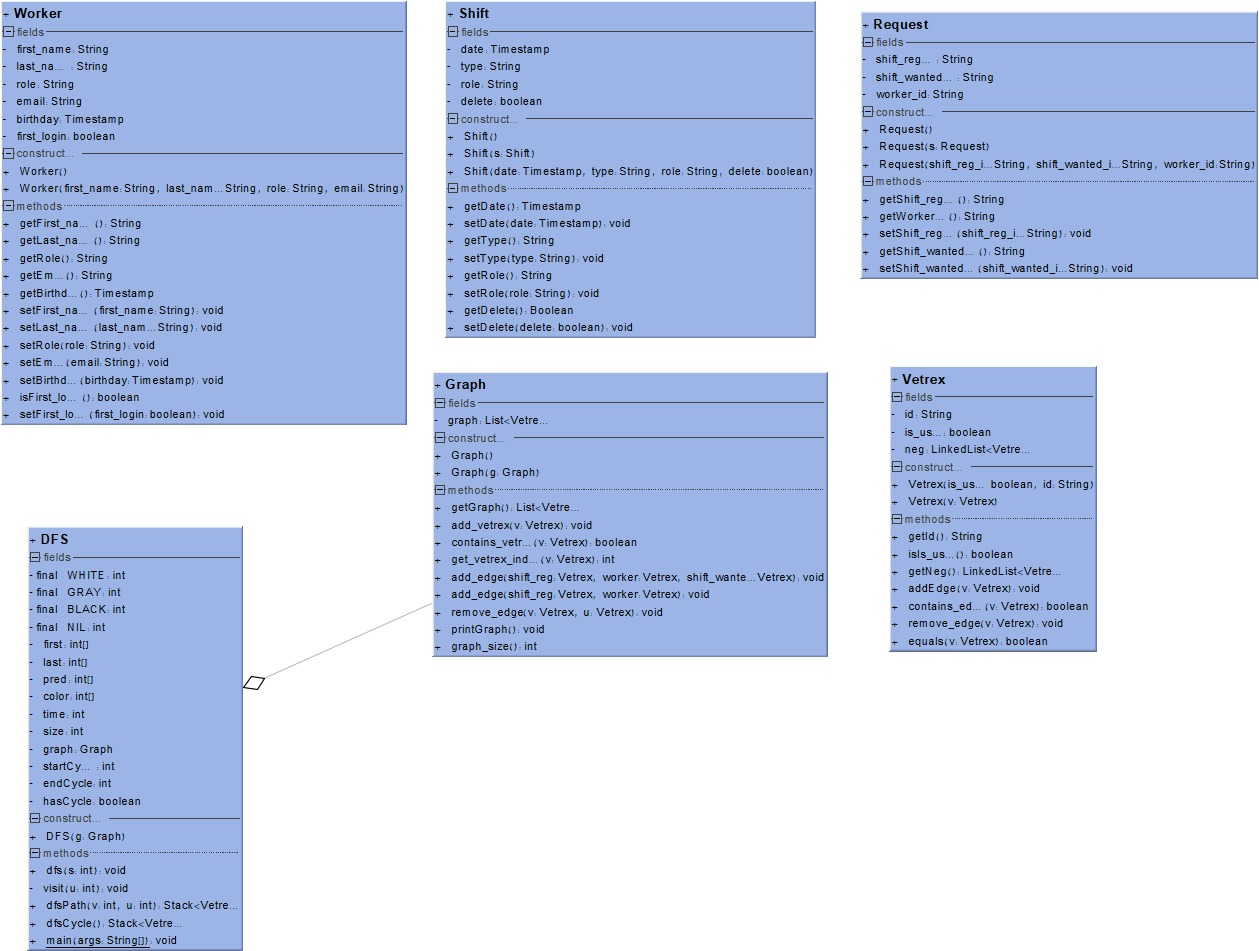 + Worker
fields
- first_name: String
- last_na... : String
- role: String
- email: String
- birthday: Timestamp
- first_login: boolean
construct...
+ Worker()
+ Worker(first_name: String, last_nam...String, role: String, email: String)
methods
+ getFirst_na... (): String
+ getLast_na... (): String
+ getRole(): String
+ getEm...(): String
+ getBirthd...(): Timestamp
+ setFirst_na... (first_name: String): void
+ setLast_na... (last_nam...String): void
+ setRole(role: String): void
+ setEm...(email: String): void
+ setBirthd...(birthday: Timestamp): void
+ isFirst_lo... (): boolean
+ setFirst_lo... (first_login: boolean): void
+ Shift
fields
- date: Timestamp
- type: String
- role: String
- delete: boolean
construct...
+ Shift()
+ Shift(s: Shift)
+ Shift(date: Timestamp, type: String, role: String, delete: boolean)
methods
+ getDate(): Timestamp
+ setDate(date: Timestamp): void
+ getType(): String
+ setType(type: String): void
+ getRole(): String
+ setRole(role: String): void
+ getDelete(): Boolean
+ setDelete(delete: boolean): void
+ Request
fields
- shift_reg... : String
- shift_wanted... : String
- worker_id: String
construct...
+ Request()
+ Request(s: Request)
+ Request(shift_reg_i...String, shift_wanted_i...String, worker_id: String)
methods
+ getShift_reg... (): String
+ getWorker... (): String
+ setShift_reg... (shift_reg_i...String): void
+ getShift_wanted... (): String
+ setShift_wanted... (shift_wanted_i...String): void
+ Graph
fields
- graph: List<Vetre...
construct...
+ Graph()
+ Graph(g: Graph)
methods
+ getGraph(): List<Vetre...
+ add_vetrex(v: Vetrex): void
+ contains_vetr...(v: Vetrex): boolean
+ get_vetrex_ind...(v: Vetrex): int
+ add_edge(shift_reg: Vetrex, worker: Vetrex, shift_wante...Vetrex): void
+ add_edge(shift_reg: Vetrex, worker: Vetrex): void
+ remove_edge(v: Vetrex, u: Vetrex): void
+ printGraph(): void
+ graph_size(): int
+ Vetrex
fields
- id: String
- is_us...: boolean
- neg: LinkedList<Vetre...
construct...
+ Vetrex(is_us... boolean, id: String)
+ Vetrex(v: Vetrex)
methods
+ getId(): String
+ isIs_us...(): boolean
+ getNeg(): LinkedList<Vetre...
+ addEdge(v: Vetrex): void
+ contains_ed...(v: Vetrex): boolean
+ remove_edge(v: Vetrex): void
+ equals(v: Vetrex): boolean
+ DFS
fields
- final WHITE: int
- final GRAY: int
- final BLACK: int
- final NIL: int
- first: int[]
- last: int[]
- pred: int[]
- color: int[]
- time: int
- size: int
- graph: Graph
- startCy... : int
- endCycle: int
- hasCycle: boolean
construct...
+ DFS(g: Graph)
methods
+ dfs(s: int): void
- visit(u: int): void
+ dfsPath(v: int, u: int): Stack<Vetre...
+ dfsCycle(): Stack<Vetre...
+ main(args: String[]): void